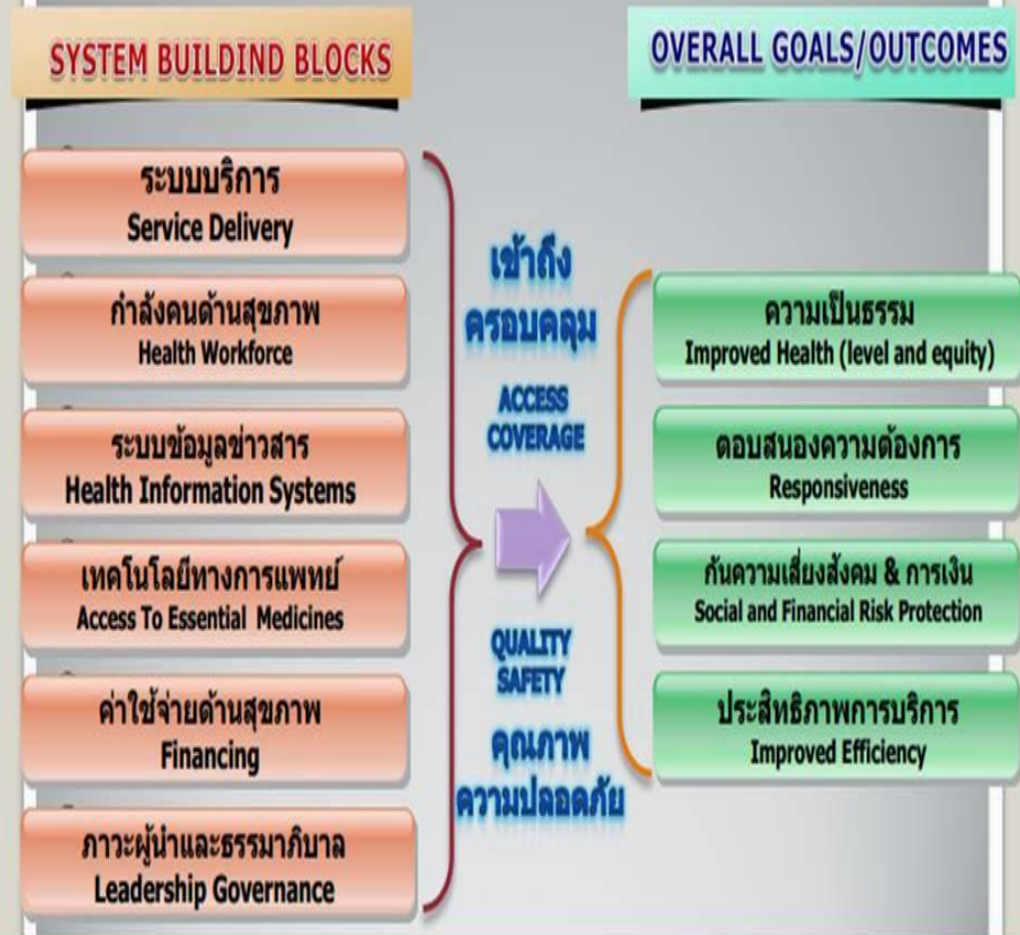 SYSTEM BUILDIND BLOCKS
ระบบบริการ
Service Delivery
กำลังคนด้านสุขภาพ
Health Workforce
ระบบข้อมูลข่าวสาร
Health Information Systems
เทคโนโลยีทางการแพทย์
Access To Essential Medicines
ค่าใช้จ่ายด้านสุขภาพ
Financing
ภาวะผู้นำและธรรมาภิบาล
Leadership Governance
เข้าถึง
ครอบคลุม
ACCESS
COVERAGE
QUALITY
SAFETY
คุณภาพ
ความปลอดภัย
OVERALL GOALS/OUTCOMES
ความเป็นธรรม
Improved Health (level and equity)
ตอบสนองความต้องการ
Responsiveness
กันความเสี่ยงสังคม & การเงิน
Social and Financial Risk Protection
ประสิทธิภาพการบริการ
Improved Efficiency